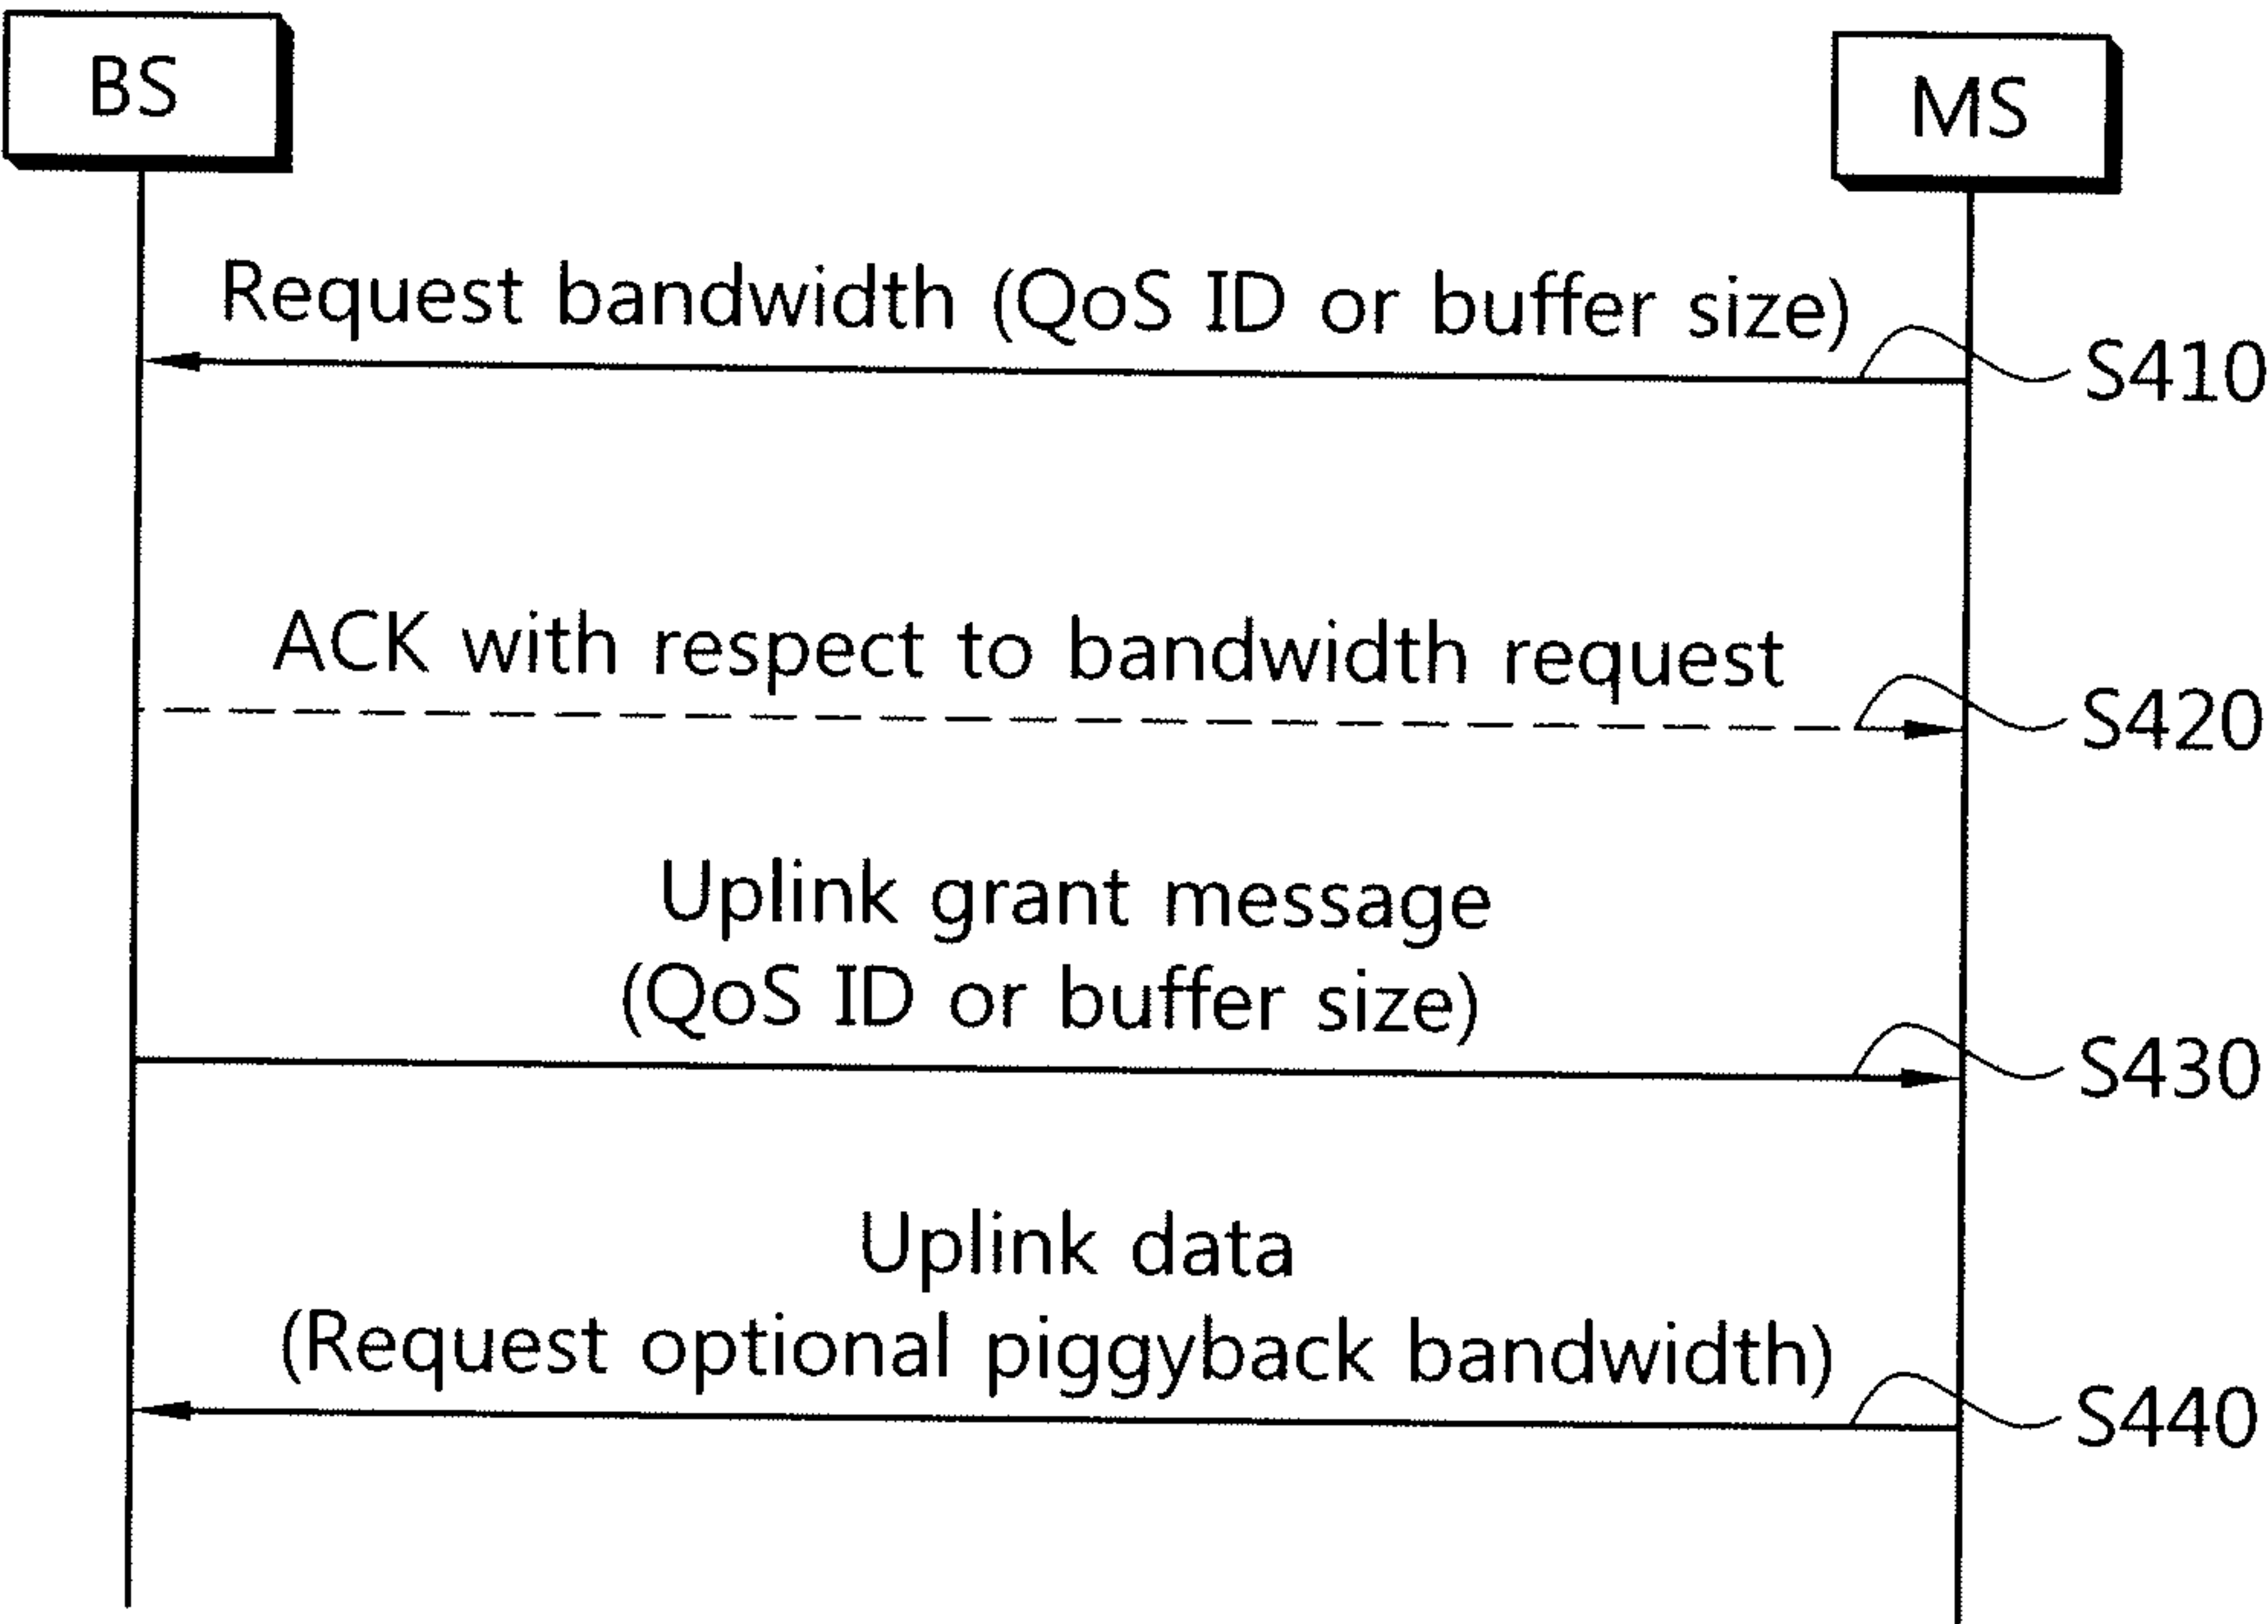 BS
MS
Request bandwidth (QoS ID or buffer size)
S410
ACK with respect to bandwidth request
S420
Uplink grant message
(QoS ID or buffer size)
S430
Uplink data
(Request optional piggyback bandwidth)
S440